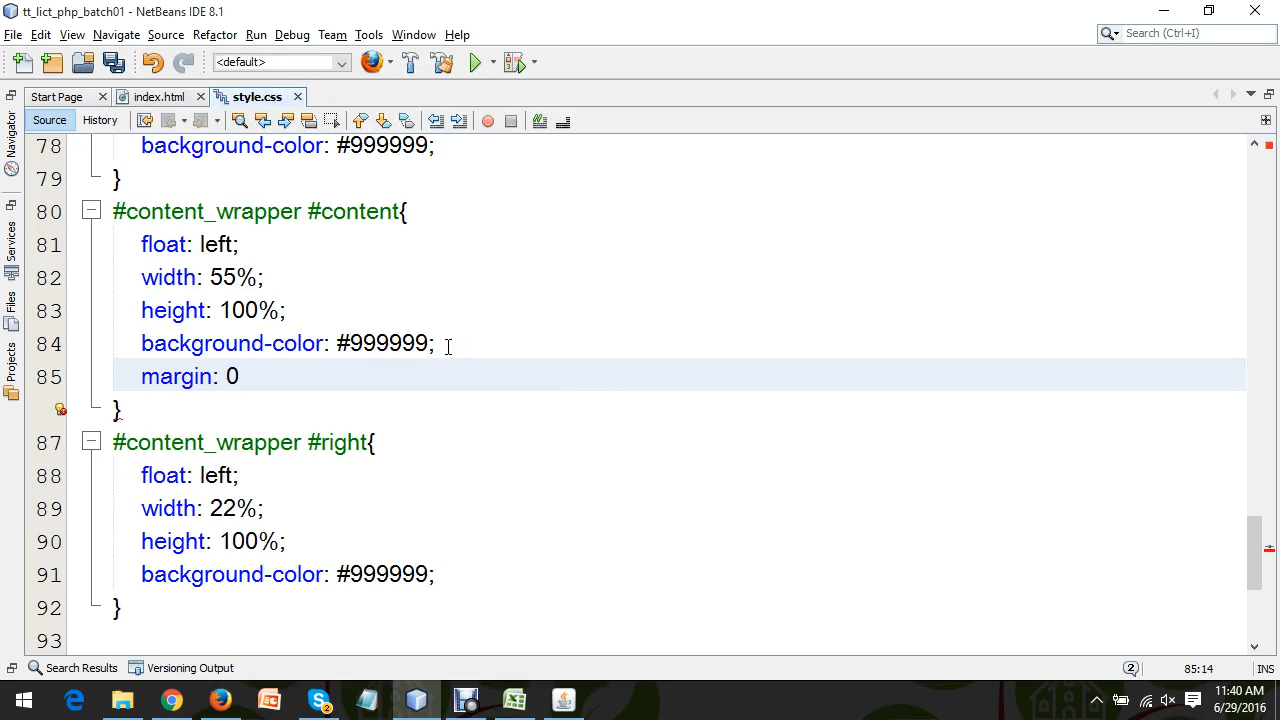 tt_lict_php_batch01 - NetBeans IDE 8.1
File Edit View Navigate Source Refactor Run Debug Team Tools Window Help
Search (Ctrl+I)
<default>
Start Page index.html style.css
Source History
Navigator
Services
Files
Projects
78 background-color: #999999;
79 }
80 #content_wrapper #content{
81 float: left;
82 width: 55%;
83 height: 100%;
84 background-color: #999999;
85 margin: 0
}
87 #content_wrapper #right{
88 float: left;
89 width: 22%;
90 height: 100%;
91 background-color: #999999;
92 }
93
Search Results Versioning Output 2 85:14 INS
2
11:40 AM
6/29/2016